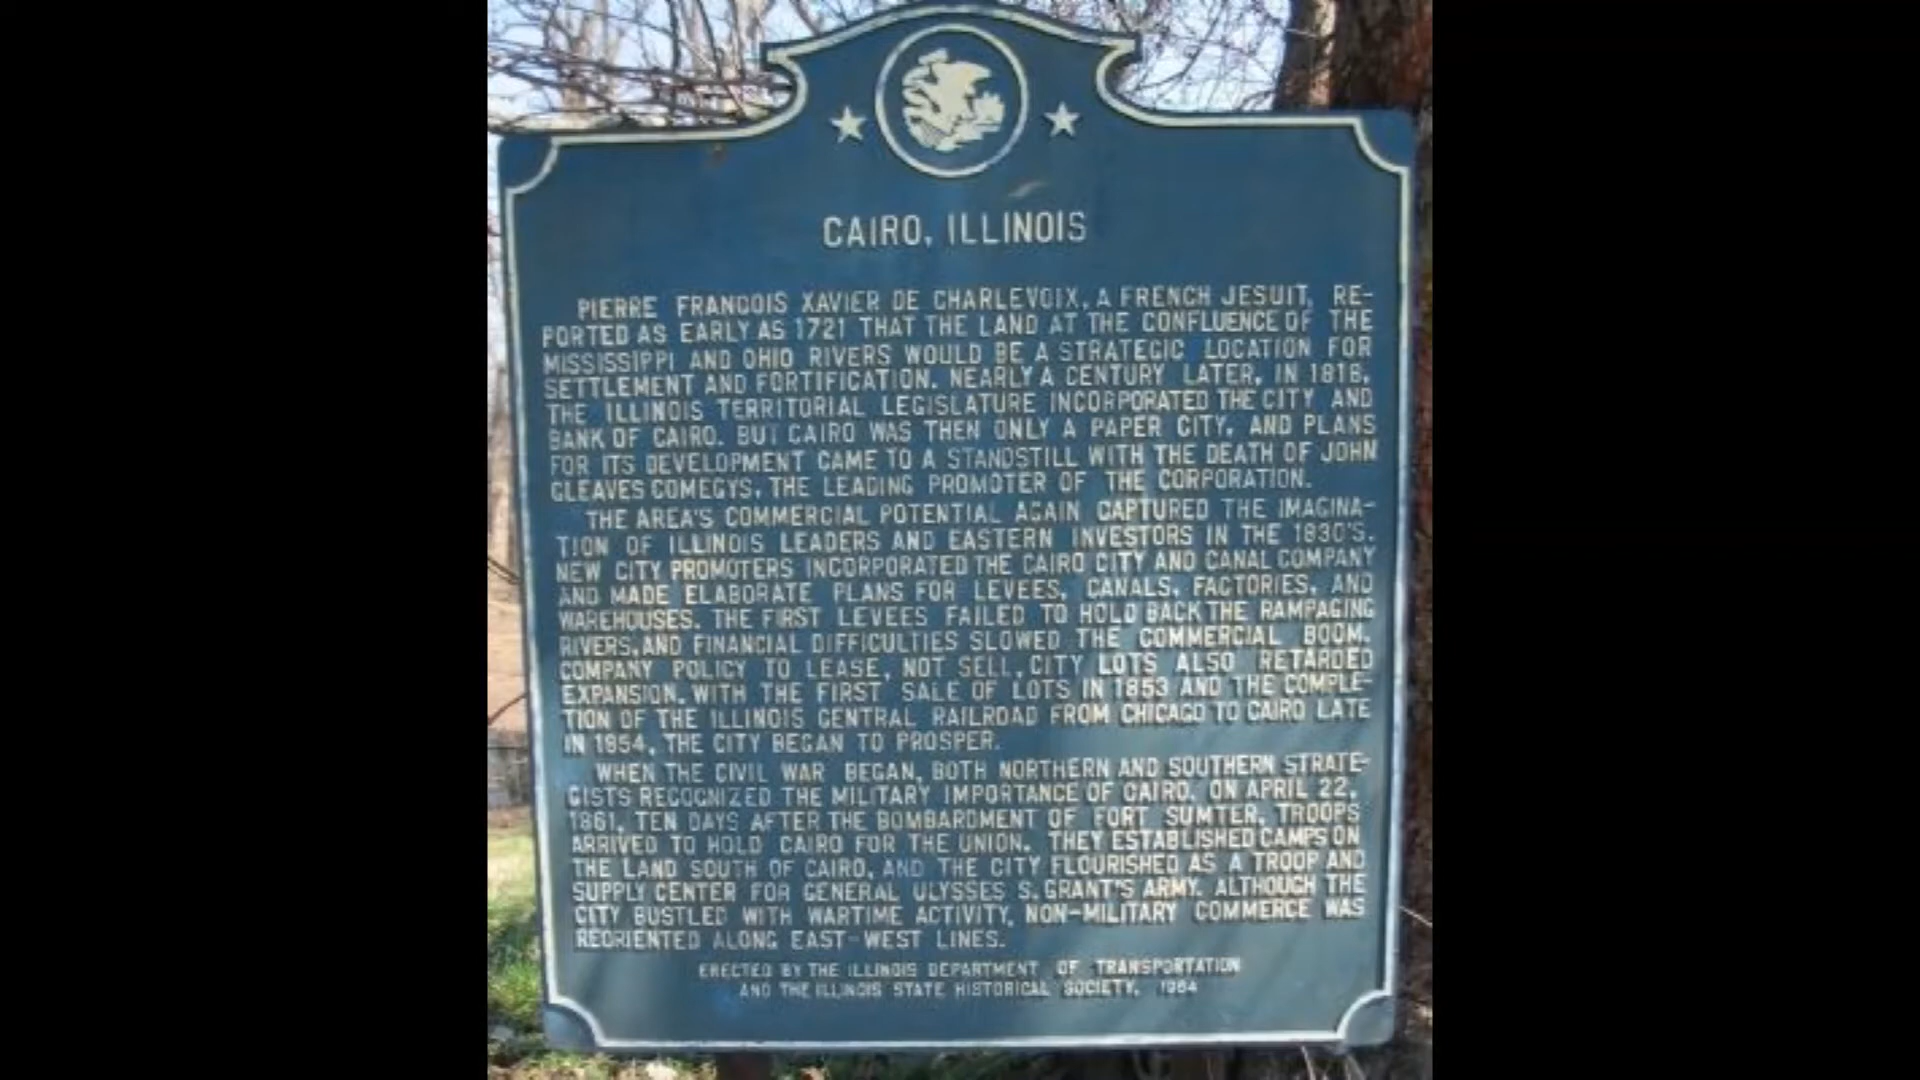 CAIRO, ILLINOIS
PIERRE FRANCOIS XAVIER DE CHARLEVOIX, A FRENCH JESUIT, RE-
PORTED AS EARLY AS 1721 THAT THE LAND AT THE CONFLUENCE OF THE
MISSISSIPPI AND OHIO RIVERS WOULD BE A STRATEGIC LOCATION FOR
SETTLEMENT AND FORTIFICATION. NEARLY A CENTURY LATER, IN 1818,
THE ILLINOIS TERRITORIAL LEGISLATURE INCORPORATED THE CITY AND
BANK OF CAIRO. BUT CAIRO WAS THEN ONLY A PAPER CITY, AND PLANS
FOR ITS DEVELOPMENT CAME TO A STANDSTILL WITH THE DEATH OF JOHN
GLEAVES COMEGYS, THE LEADING PROMOTER OF THE CORPORATION.
THE AREA'S COMMERCIAL POTENTIAL AGAIN CAPTURED THE IMAGINA-
TION OF ILLINOIS LEADERS AND EASTERN INVESTORS IN THE 1830'S.
NEW CITY PROMOTERS INCORPORATED THE CAIRO CITY AND CANAL COMPANY
AND MADE ELABORATE PLANS FOR LEVEES, CANALS, FACTORIES, AND
WAREHOUSES. THE FIRST LEVEES FAILED TO HOLD BACK THE RAMPAGING
RIVERS, AND FINANCIAL DIFFICULTIES SLOWED THE COMMERCIAL BOOM.
COMPANY POLICY TO LEASE, NOT SELL, CITY LOTS ALSO RETARDED
EXPANSION. WITH THE FIRST SALE OF LOTS IN 1853 AND THE COMPLE-
TION OF THE ILLINOIS CENTRAL RAILROAD FROM CHICAGO TO CAIRO LATE
IN 1854, THE CITY BEGAN TO PROSPER.
WHEN THE CIVIL WAR BEGAN, BOTH NORTHERN AND SOUTHERN STRATE-
GISTS RECOGNIZED THE MILITARY IMPORTANCE OF CAIRO. ON APRIL 22,
1861, TEN DAYS AFTER THE BOMBARDMENT OF FORT SUMTER, TROOPS
ARRIVED TO HOLD CAIRO FOR THE UNION. THEY ESTABLISHED CAMPS ON
THE LAND SOUTH OF CAIRO, AND THE CITY FLOURISHED AS A TROOP AND
SUPPLY CENTER FOR GENERAL ULYSSES S. GRANT'S ARMY. ALTHOUGH THE
CITY BUSTLED WITH WARTIME ACTIVITY, NON-MILITARY COMMERCE WAS
REORIENTED ALONG EAST-WEST LINES.
ERECTED BY THE ILLINOIS DEPARTMENT OF TRANSPORTATION
AND THE ILLINOIS STATE HISTORICAL SOCIETY,